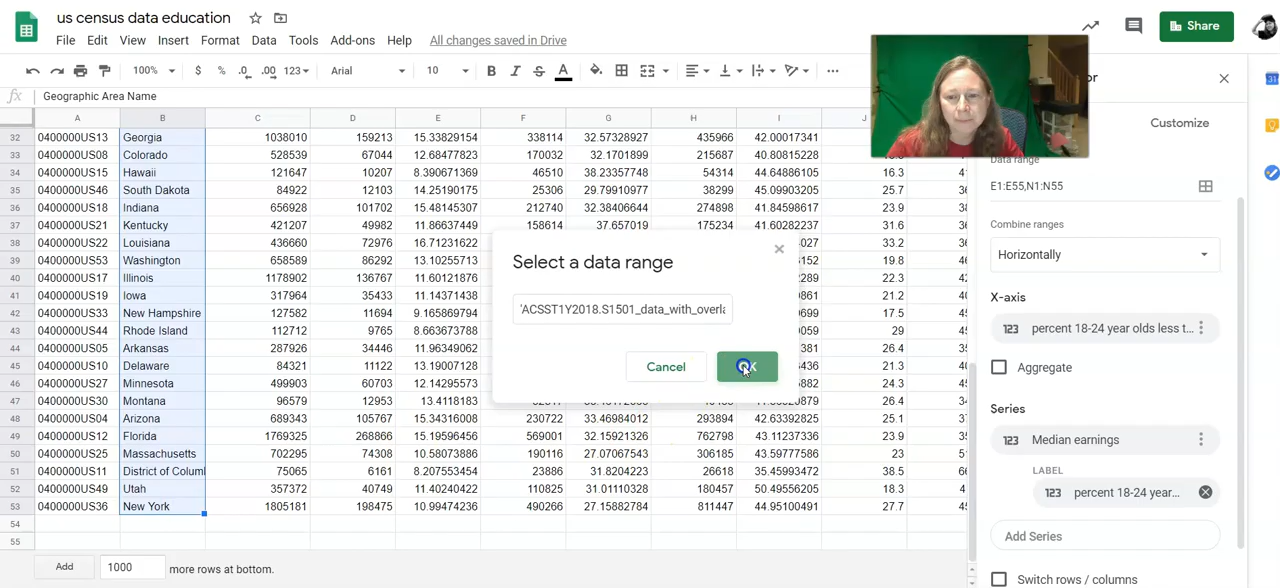 us census data education
File Edit View Insert Format Data Tools Add-ons Help All changes saved in Drive
Share
100% $ % .0 .00 123 Arial 10 B I S A
fx Geographic Area Name
Customize
A B C D E F G H I J
32 0400000US13 Georgia 1038010 159213 15.33829154 338114 32.57328927 435966 42.00017341
33 0400000US08 Colorado 528539 67044 12.68477823 170032 32.1701899 215687 40.80815228
34 0400000US15 Hawaii 121647 10207 8.390671369 46510 38.23357748 54314 44.64886105 16.3
35 0400000US46 South Dakota 84922 12103 14.25190175 25306 29.79910977 38299 45.09903205 25.7
36 0400000US18 Indiana 656928 101702 15.48145307 212740 32.38406644 274898 41.84598617 23.9
37 0400000US21 Kentucky 421207 49982 11.86637449 158614 37.657019 175234 41.60282237 31.6
38 0400000US22 Louisiana 436660 72976 16.71231622 33.2
39 0400000US53 Washington 658589 86292 13.10255713 19.8
40 0400000US17 Illinois 1178902 136767 11.60121876 22.3
41 0400000US19 Iowa 317964 35433 11.14371438 21.2
42 0400000US33 New Hampshire 127582 11694 9.165859794 17.5
43 0400000US44 Rhode Island 112712 9765 8.663673788 29
44 0400000US05 Arkansas 287926 34446 11.96349062 26.4
45 0400000US10 Delaware 84321 11122 13.19007128 21.3
46 0400000US27 Minnesota 499903 60703 12.14295573 24.3
47 0400000US30 Montana 96579 12953 13.4118183 26.4
48 0400000US04 Arizona 689343 105767 15.34316008 230722 33.46984012 293894 42.63392825 25.1
49 0400000US12 Florida 1769325 268866 15.19596456 569001 32.15921326 762798 43.11237336 23.9
50 0400000US25 Massachusetts 702295 74308 10.58073886 190116 27.07067543 306185 43.59777586 23
51 0400000US11 District of Colum 75065 6161 8.207553454 23886 31.8204223 26618 35.45993472 38.5
52 0400000US49 Utah 357372 40749 11.40240422 110825 31.01110328 180457 50.49556205 18.3
53 0400000US36 New York 1805181 198475 10.99474236 490266 27.15882784 811447 44.95100491 27.7
54
55
Add 1000 more rows at bottom.
Select a data range
'ACSST1Y2018.S1501_data_with_overla
Cancel
Data range
E1:E55,N1:N55
Combine ranges
Horizontally
X-axis
123 percent 18-24 year olds less t...
Aggregate
Series
123 Median earnings
LABEL
123 percent 18-24 year...
Add Series
Switch rows / columns